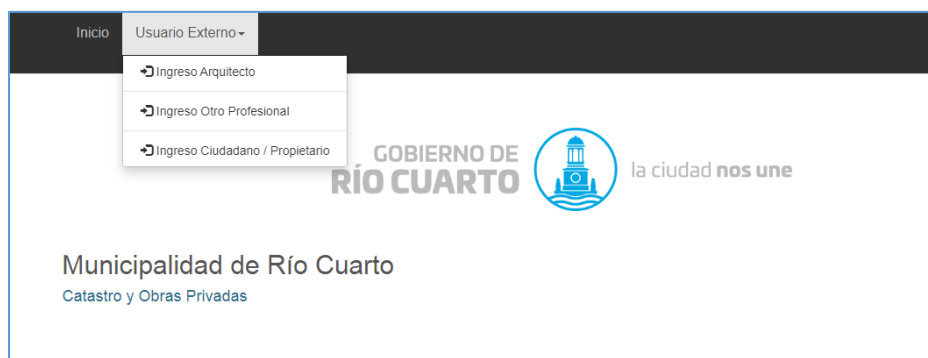 Inicio
Usuario Externo
Ingreso Arquitecto
Ingreso Otro Profesional
Ingreso Ciudadano / Propietario
GOBIERNO DE
RÍO CUARTO
la ciudad nos une
Municipalidad de Río Cuarto
Catastro y Obras Privadas